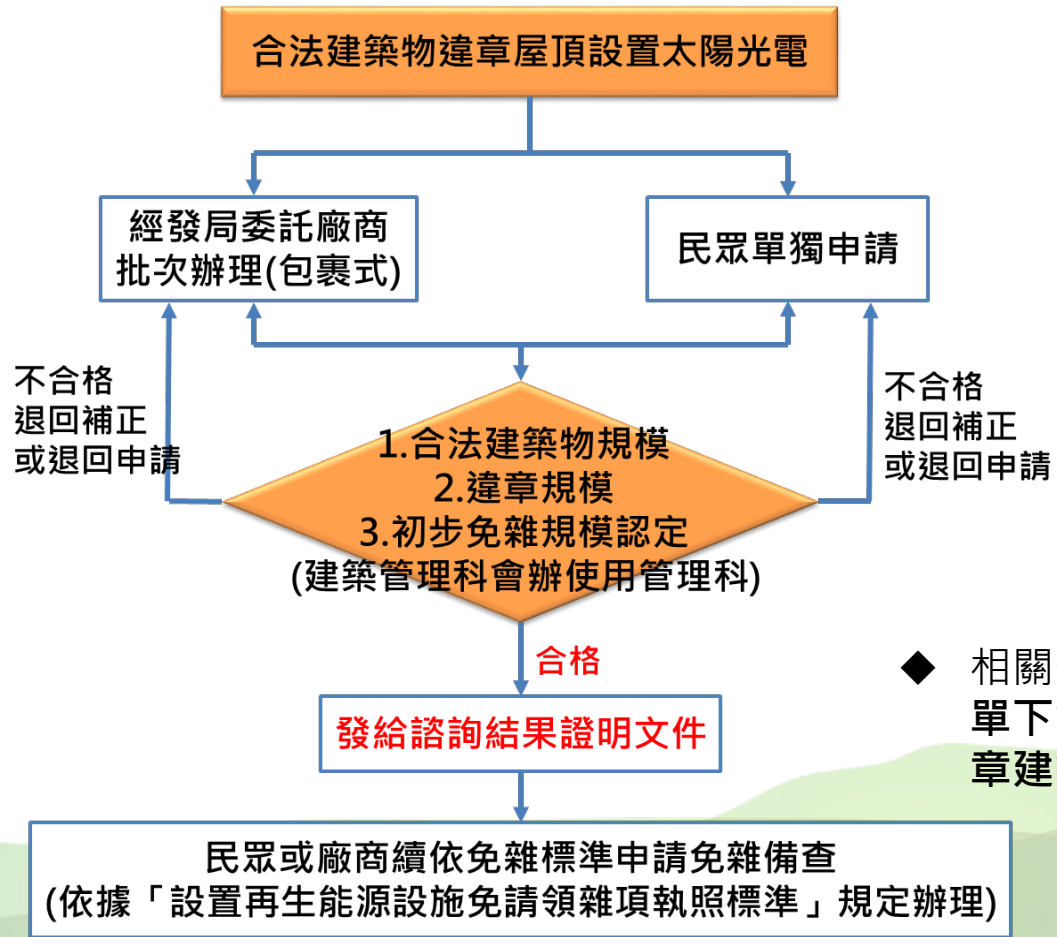 合法建築物違章屋頂設置太陽光電
經發局委託廠商
批次辦理(包裹式)
民眾單獨申請
不合格
退回補正
或退回申請
不合格
退回補正
或退回申請
1.合法建築物規模
2.違章規模
3.初步免雜規模認定
(建築管理科會辦使用管理科)
合格
◆ 相關
單下
章建
發給諮詢結果證明文件
民眾或廠商續依免雜標準申請免雜備查
(依據「設置再生能源設施免請領雜項執照標準」規定辦理)